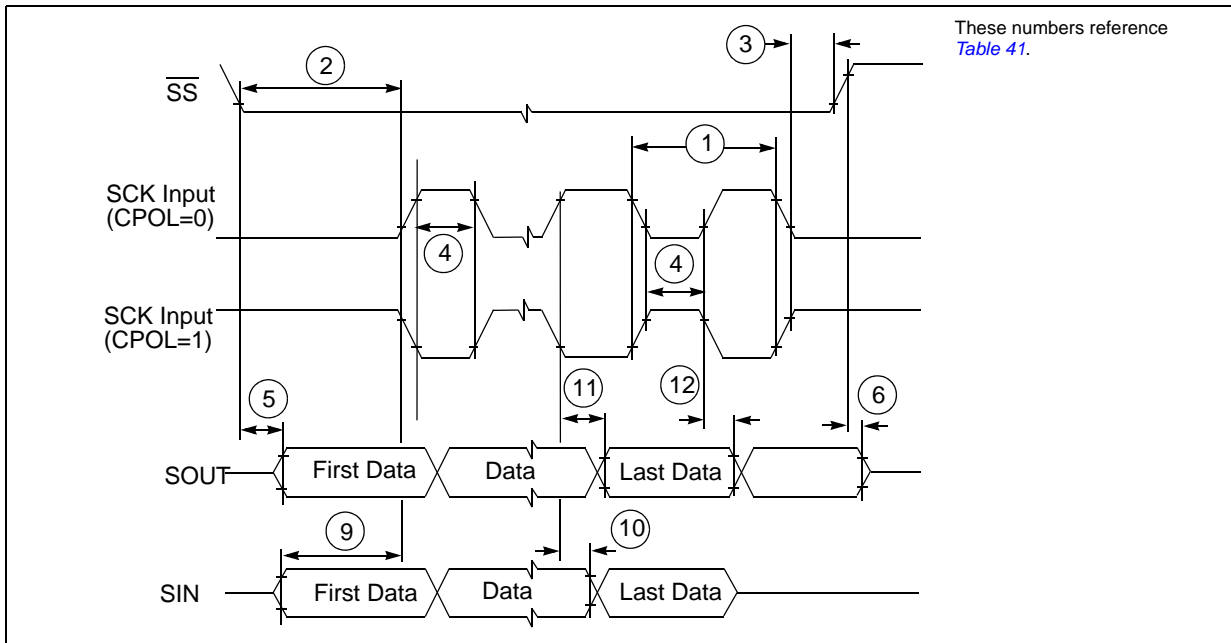 These numbers reference
Table 41.
3
2
SS
1
SCK Input
(CPOL=0)
4
4
SCK Input
(CPOL=1)
5
11
12
6
SOUT
First Data
Data
Last Data
9
10
SIN
First Data
Data
Last Data